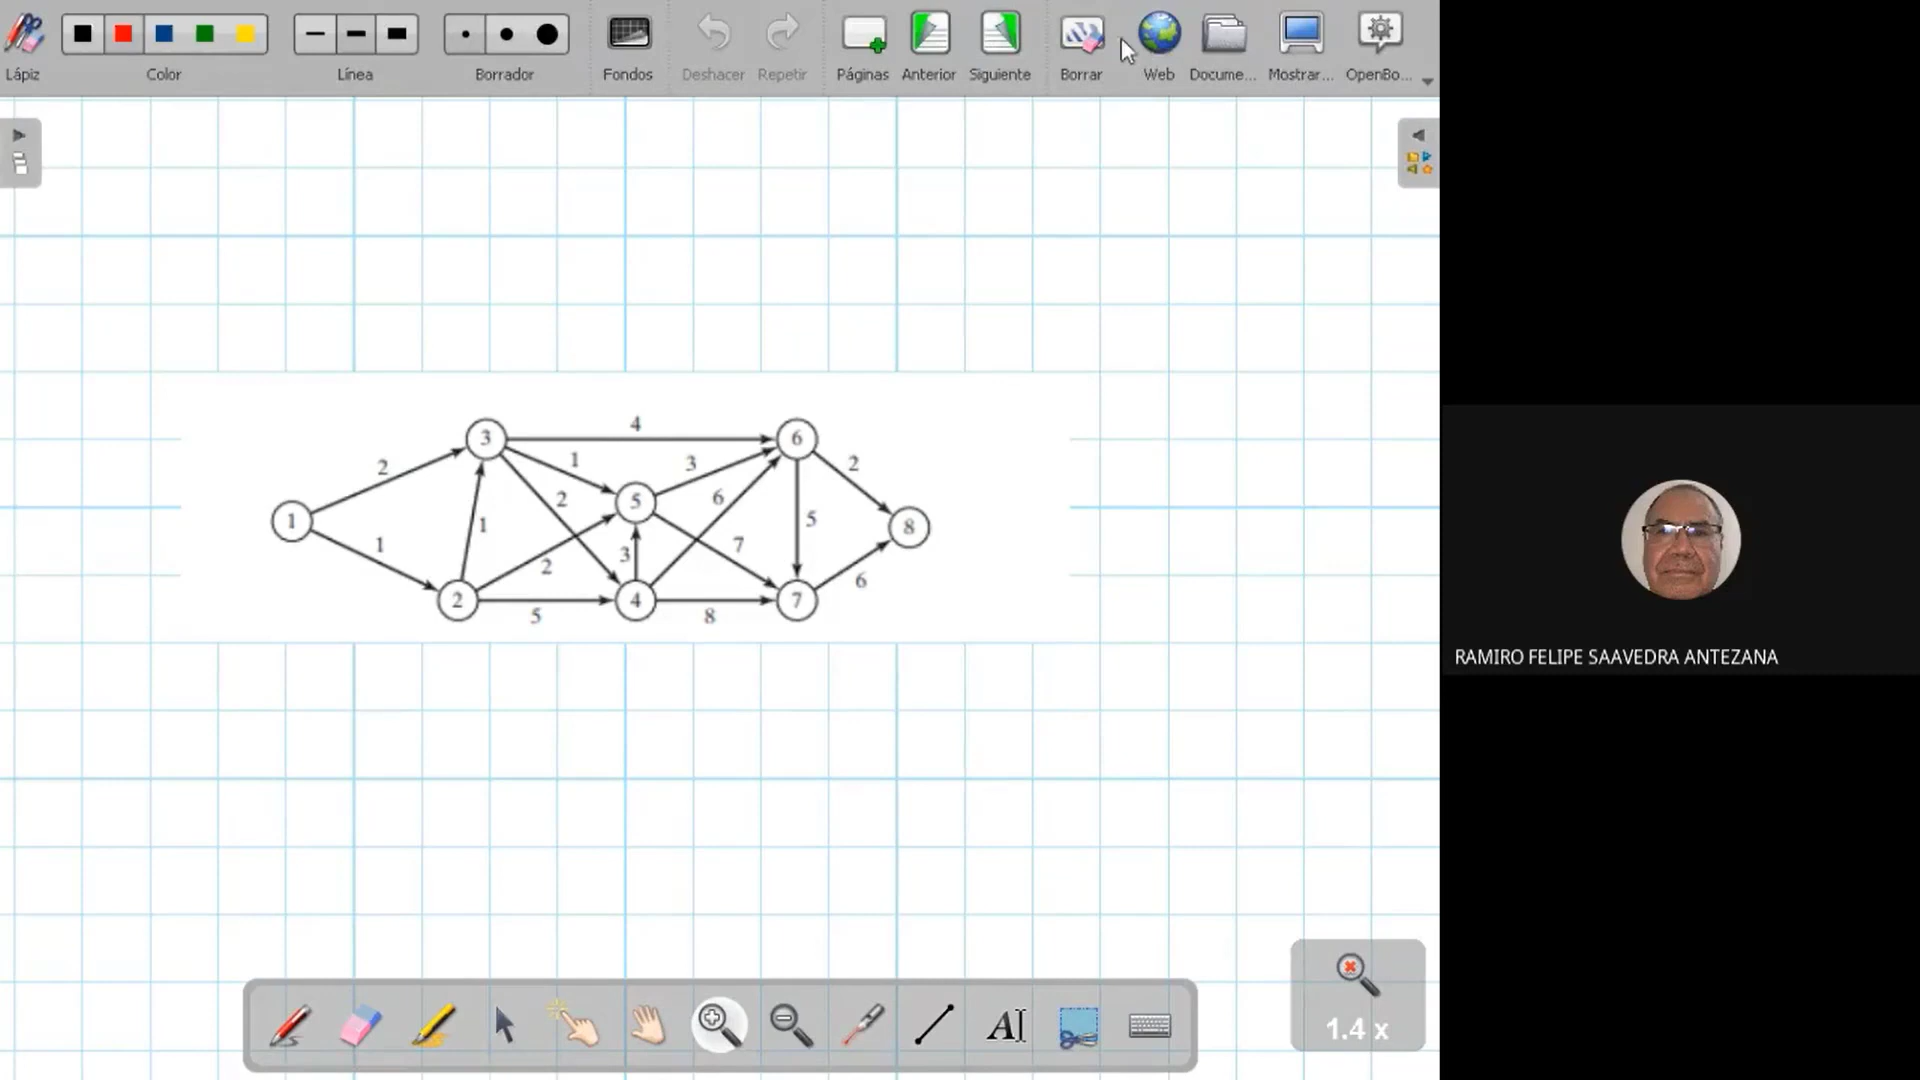 Lápiz Color Línea Borrador Fondos Deshacer Repetir Páginas Anterior Siguiente Borrar Web Docume... Mostrar... OpenBo...
4
3 6
1 3 2
2
2 6
1 5 8
1 5
1 3 7
2 6
2 4 7
5 8
RAMIRO FELIPE SAAVEDRA ANTEZANA
AI
1.4 x